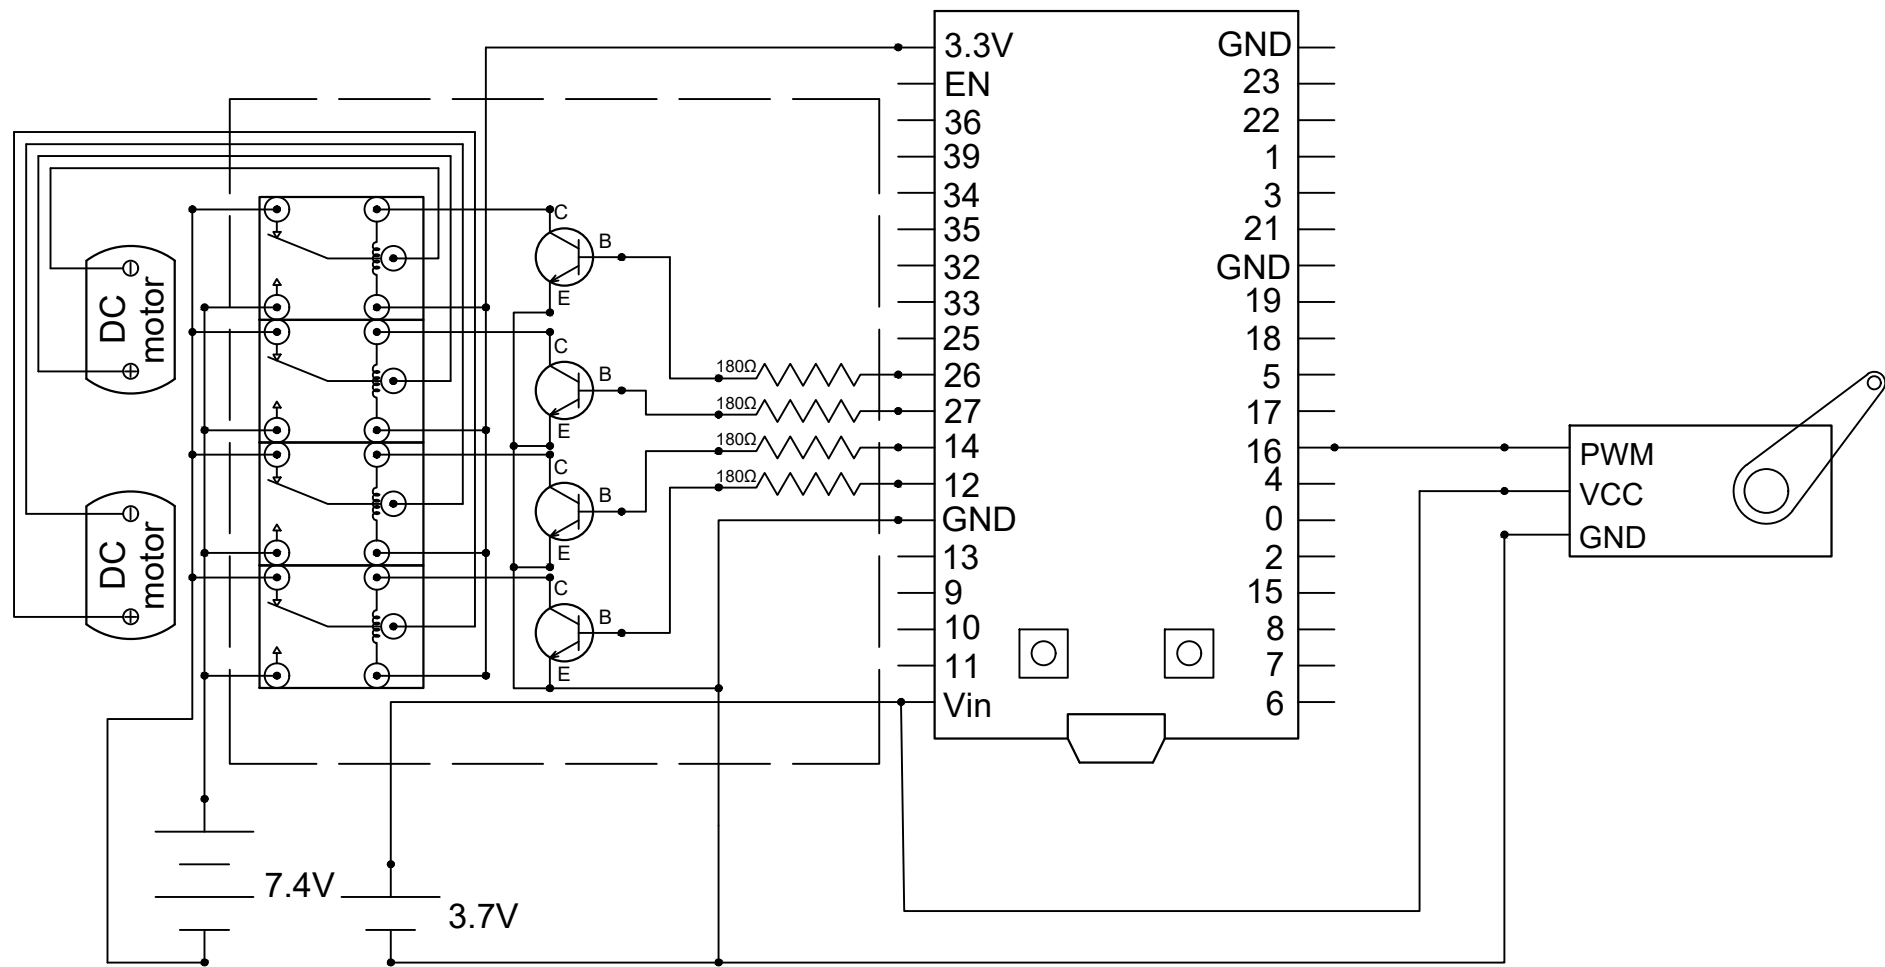 3.3V
EN
36
39
34
35
32
33
25
26
27
14
12
GND
13
9
10
11
Vin
GND
23
22
1
3
21
GND
19
18
5
17
16
4
0
2
15
8
7
6
DC
motor
DC
motor
C
B
E
C
B
E
C
B
E
C
B
E
180Ω
180Ω
180Ω
180Ω
PWM
VCC
GND
7.4V
3.7V